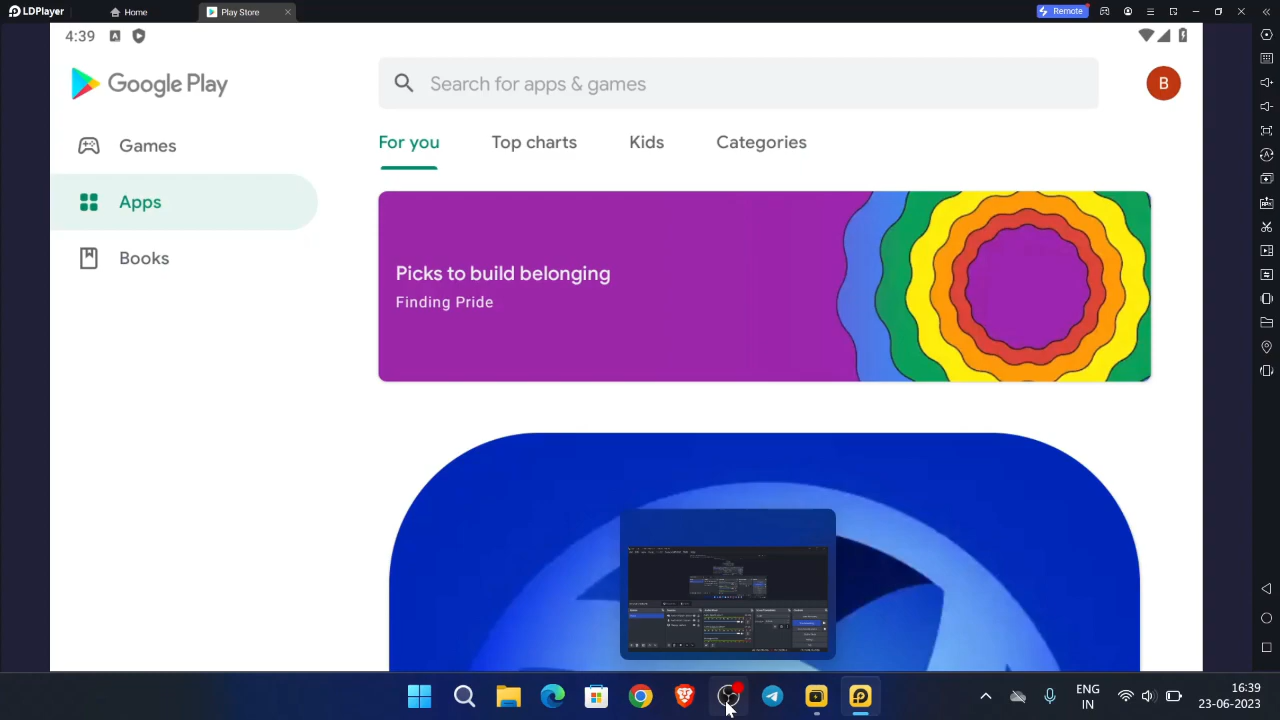 LDPlayer
Home
Play Store
Remote
4:39
A
Google Play
Search for apps & games
B
Games
Apps
Books
For you
Top charts
Kids
Categories
Picks to build belonging
Finding Pride
ENG
IN
16:39
23-06-2023